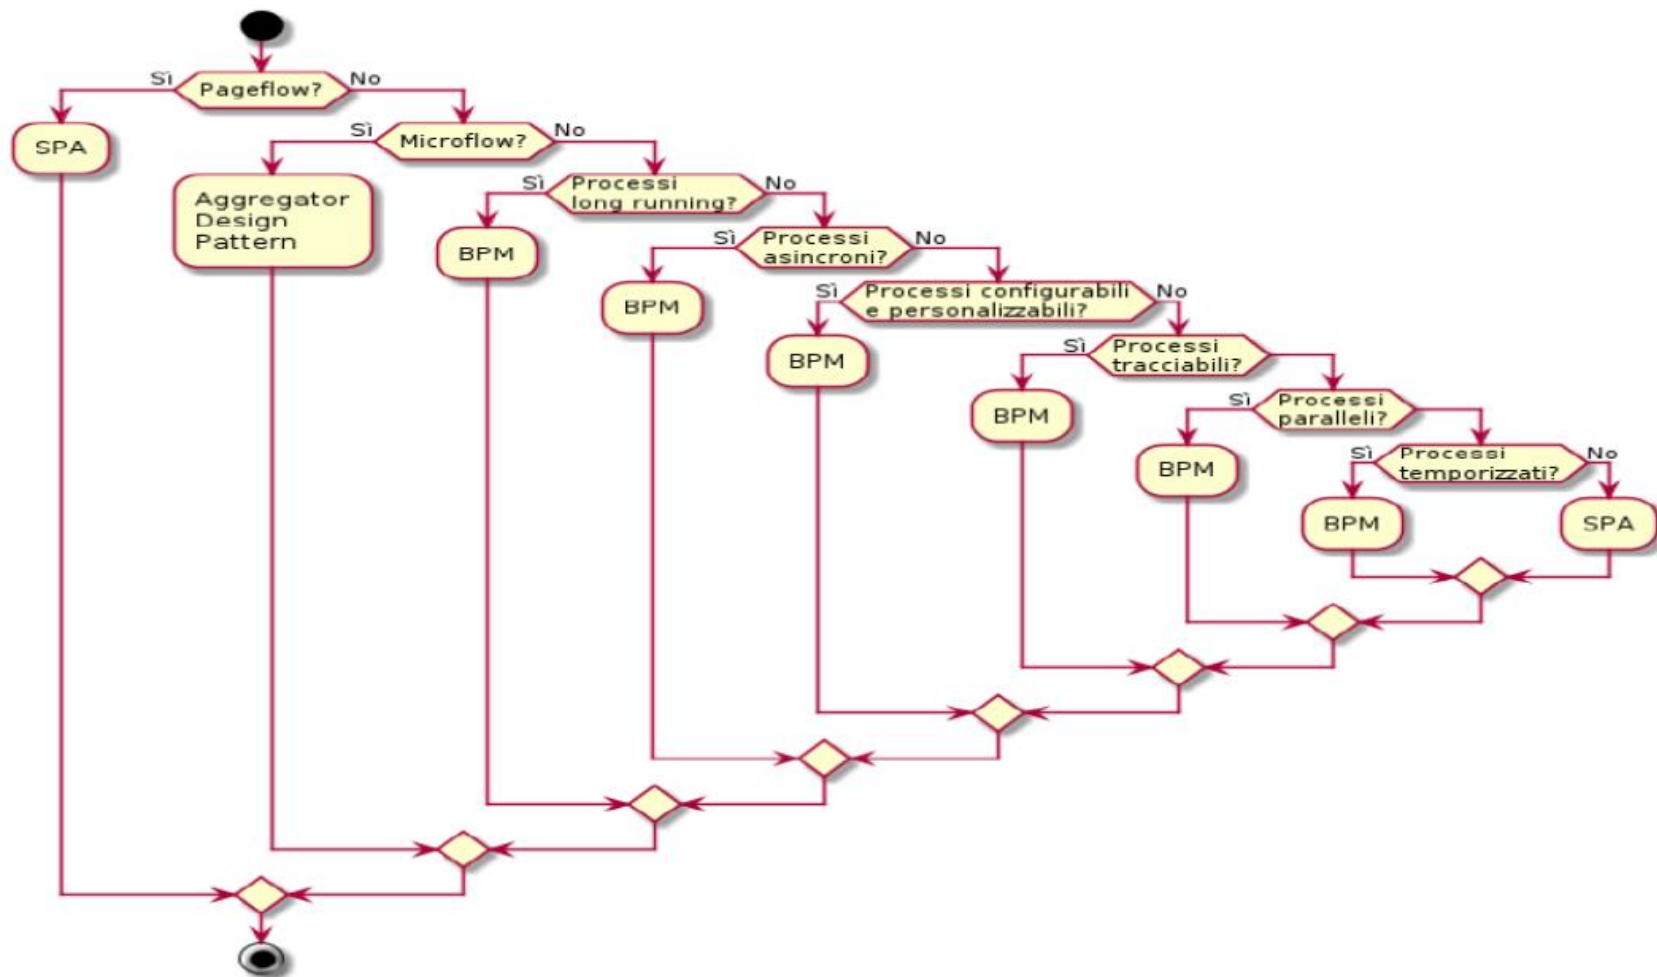 Sì
Pageflow?
No
SPA
Sì
Microflow?
No
Aggregator
Design
Pattern
Sì
Processi
long running?
No
BPM
Sì
Processi
asincroni?
No
BPM
Sì
Processi configurabili
e personalizzabili?
No
BPM
Sì
Processi
tracciabili?
BPM
Sì
Processi
paralleli?
BPM
Sì
Processi
temporizzati?
No
BPM
SPA